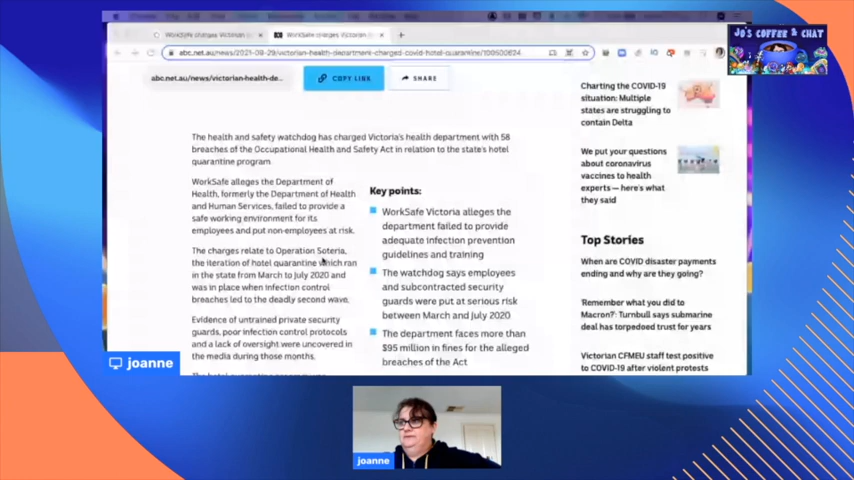 WorkSafe charges Victorian
WorkSafe charges Victorian
abc.net.au/news/2021-09-29/victorian-health-department-charged-covid-hotel-quarantine/100500624
JO'S COFFEE & CHAT
abc.net.au/news/victorian-health-de...
COPY LINK
SHARE
The health and safety watchdog has charged Victoria's health department with 58
breaches of the Occupational Health and Safety Act in relation to the state's hotel
quarantine program.
WorkSafe alleges the Department of
Health, formerly the Department of Health
and Human Services, failed to provide a
safe working environment for its
employees and put non-employees at risk.
The charges relate to Operation Soteria,
the iteration of hotel quarantine which ran
in the state from March to July 2020 and
was in place when infection control
breaches led to the deadly second wave.
Evidence of untrained private security
guards, poor infection control protocols
and a lack of oversight were uncovered in
the media during those months.
Key points:
WorkSafe Victoria alleges the
department failed to provide
adequate infection prevention
guidelines and training
The watchdog says employees
and subcontracted security
guards were put at serious risk
between March and July 2020
The department faces more than
$95 million in fines for the alleged
breaches of the Act
Charting the COVID-19
situation: Multiple
states are struggling to
contain Delta
We put your questions
about coronavirus
vaccines to health
experts — here's what
they said
Top Stories
When are COVID disaster payments
ending and why are they going?
'Remember what you did to
Macron?': Turnbull says submarine
deal has torpedoed trust for years
Victorian CFMEU staff test positive
to COVID-19 after violent protests
joanne
joanne